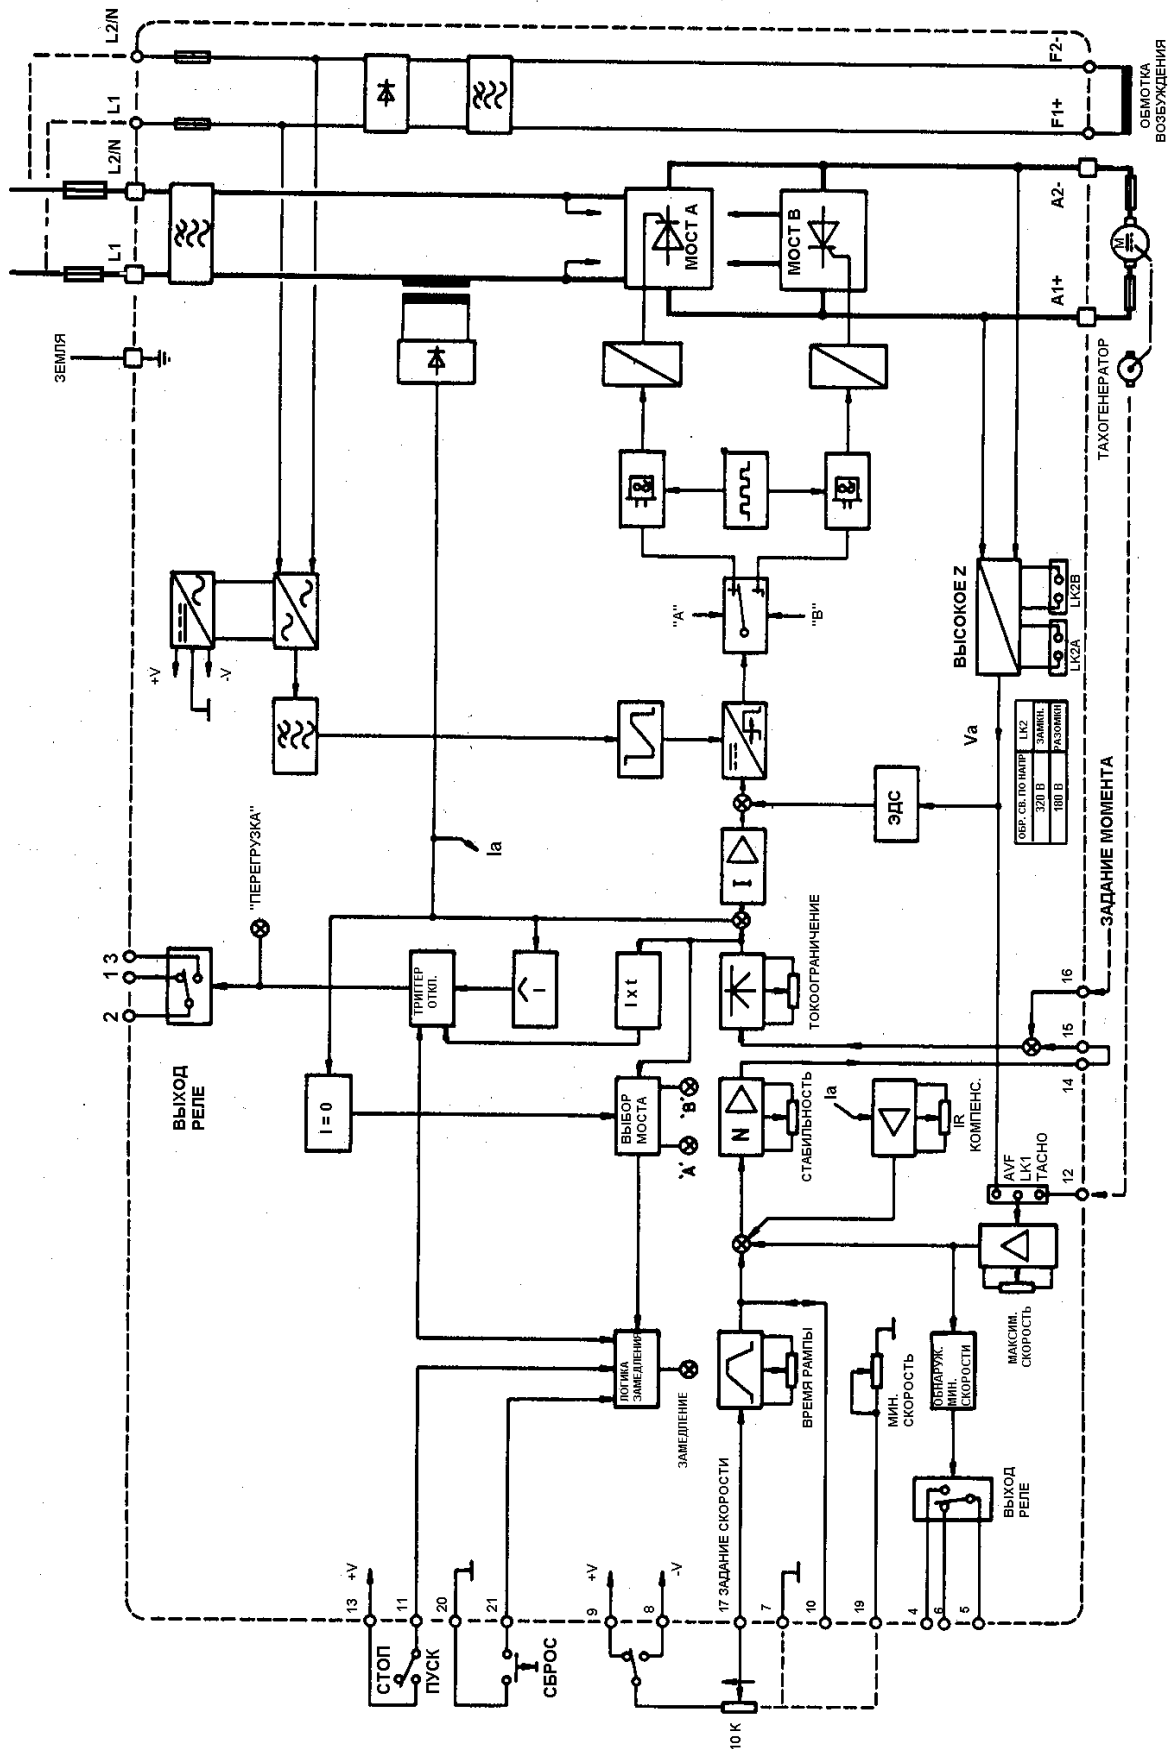 L2/N
L1
L2/N
L1
ЗЕМЛЯ
F2-
F1+
ОБМОТКА
ВОЗБУЖДЕНИЯ
A2-
A1+
M
ТАХОГЕНЕРАТОР
МОСТ А
МОСТ В
&
&
"А"
"В"
+V
-V
ВЫСОКОЕ Z
LK2A
LK2B
Va
ОБР. СВ. ПО НАПР
LK2
320 В
ЗАМКН.
180 В
РАЗОМКН
ЗАДАНИЕ МОМЕНТА
ЭДС
"ПЕРЕГРУЗКА"
Ia
I
3
1
2
ВЫХОД
РЕЛЕ
ТРИГГЕР
ОТКЛ.
I
I x t
ТОКООГРАНИЧЕНИЕ
I = 0
ВЫБОР
МОСТА
"А"
"В"
N
СТАБИЛЬНОСТЬ
Ia
IR
КОМПЕНС.
16
15
14
12
AVF
LK1
TACHO
МАКСИМ.
СКОРОСТЬ
ЛОГИКА
ЗАМЕДЛЕНИЯ
ЗАМЕДЛЕНИЕ
ВРЕМЯ РАМПЫ
МИН.
СКОРОСТЬ
ОБНАРУЖ.
МИН.
СКОРОСТИ
ВЫХОД
РЕЛЕ
13
+V
11
20
21
9
+V
8
-V
17 ЗАДАНИЕ СКОРОСТИ
7
10
19
4
6
5
СТОП
ПУСК
СБРОС
10 К